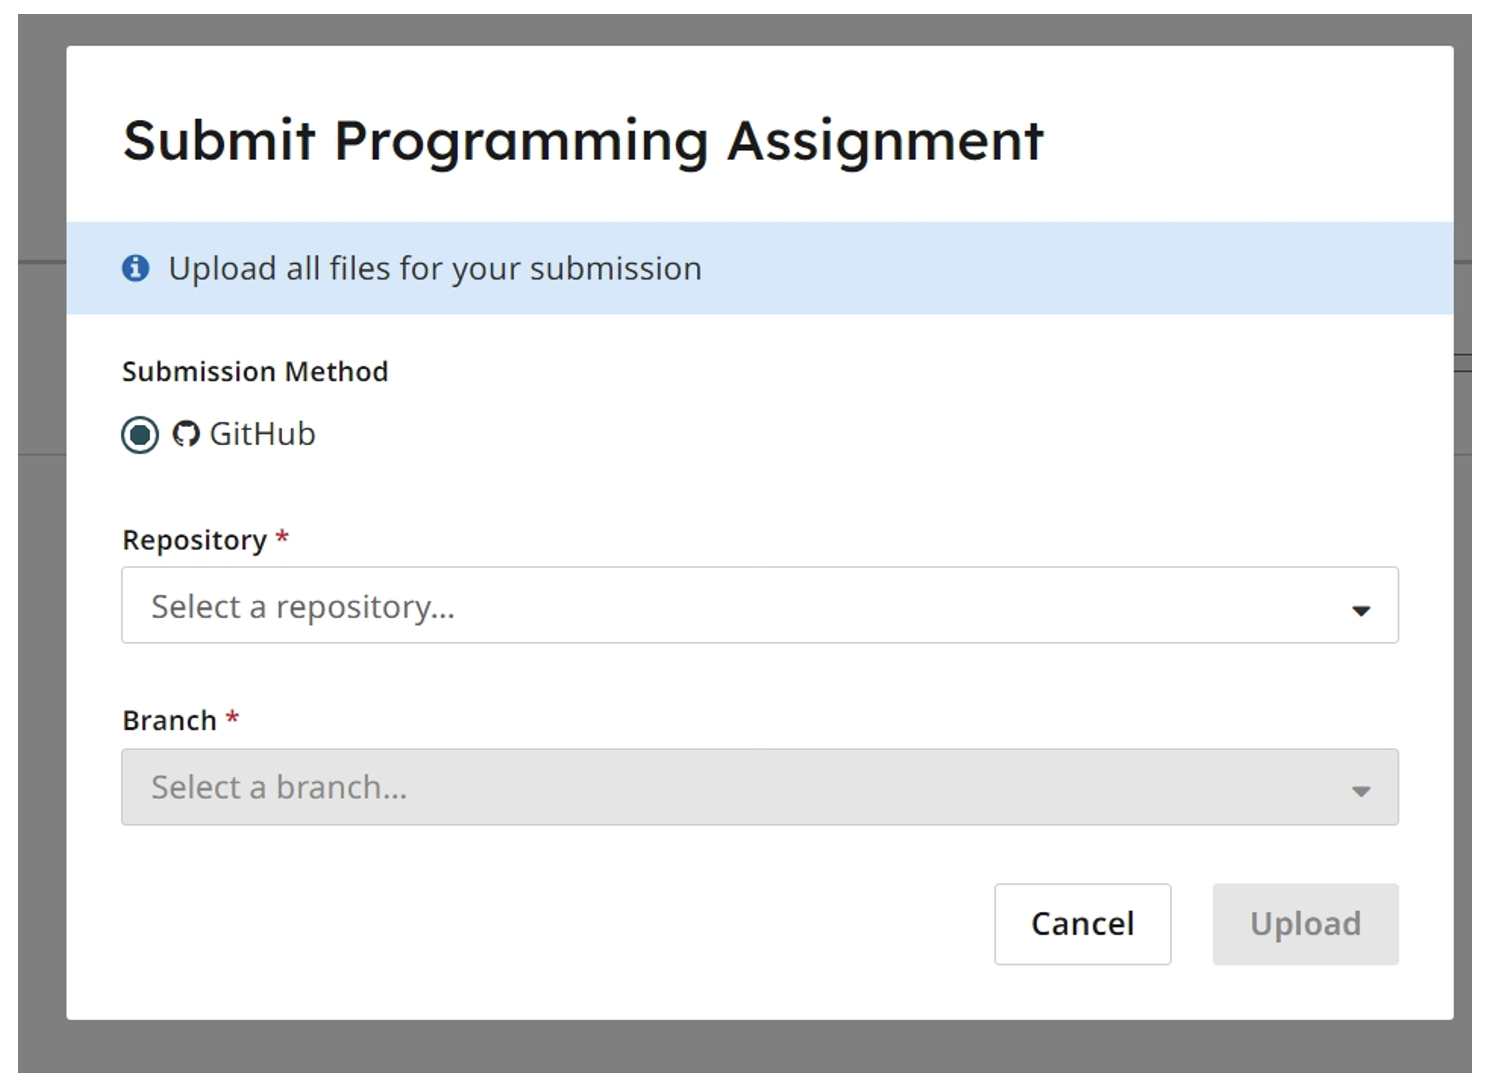 Submit Programming Assignment
Upload all files for your submission
Submission Method
GitHub
Repository *
Select a repository...
Branch *
Select a branch...
Cancel
Upload